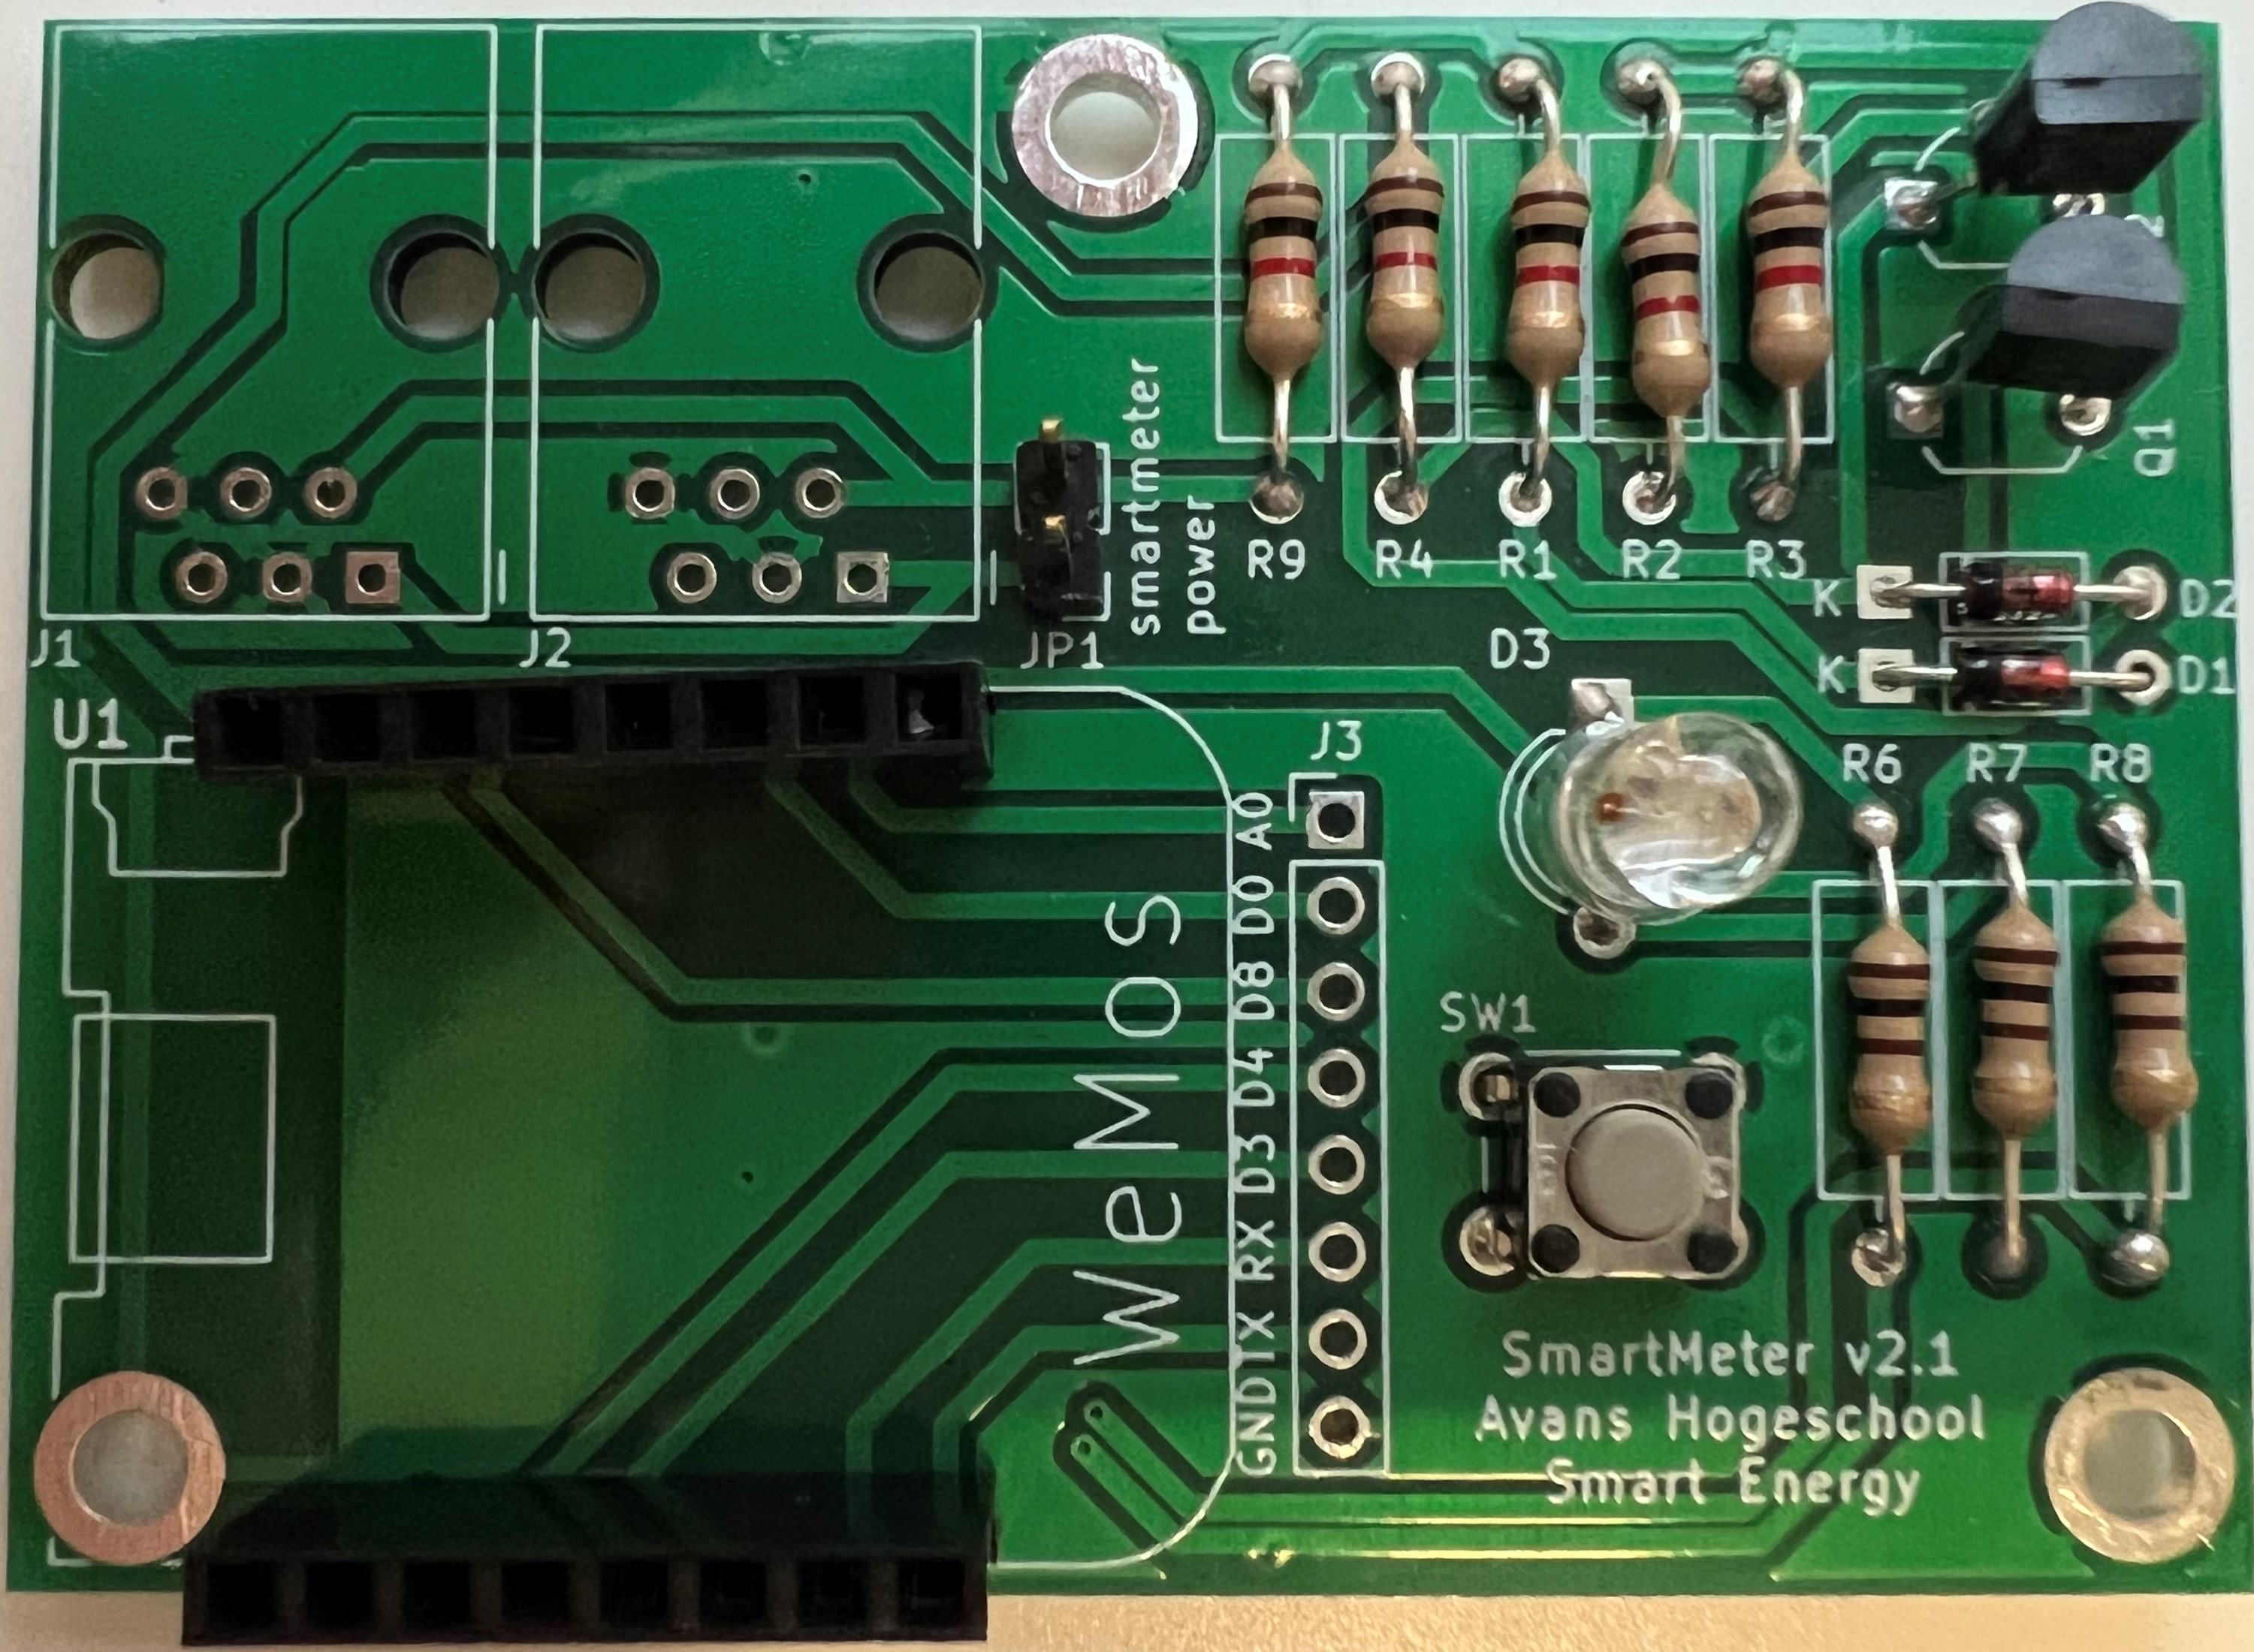 smartmeter
power
R9
R4
R1
R2
R3
Q1
K
D2
K
D1
J1
J2
JP1
D3
U1
J3
R6
R7
R8
A0
D0
D8
D4
D3
RX
TX
GND
WeMos
SW1
SmartMeter v2.1
Avans Hogeschool
Smart Energy